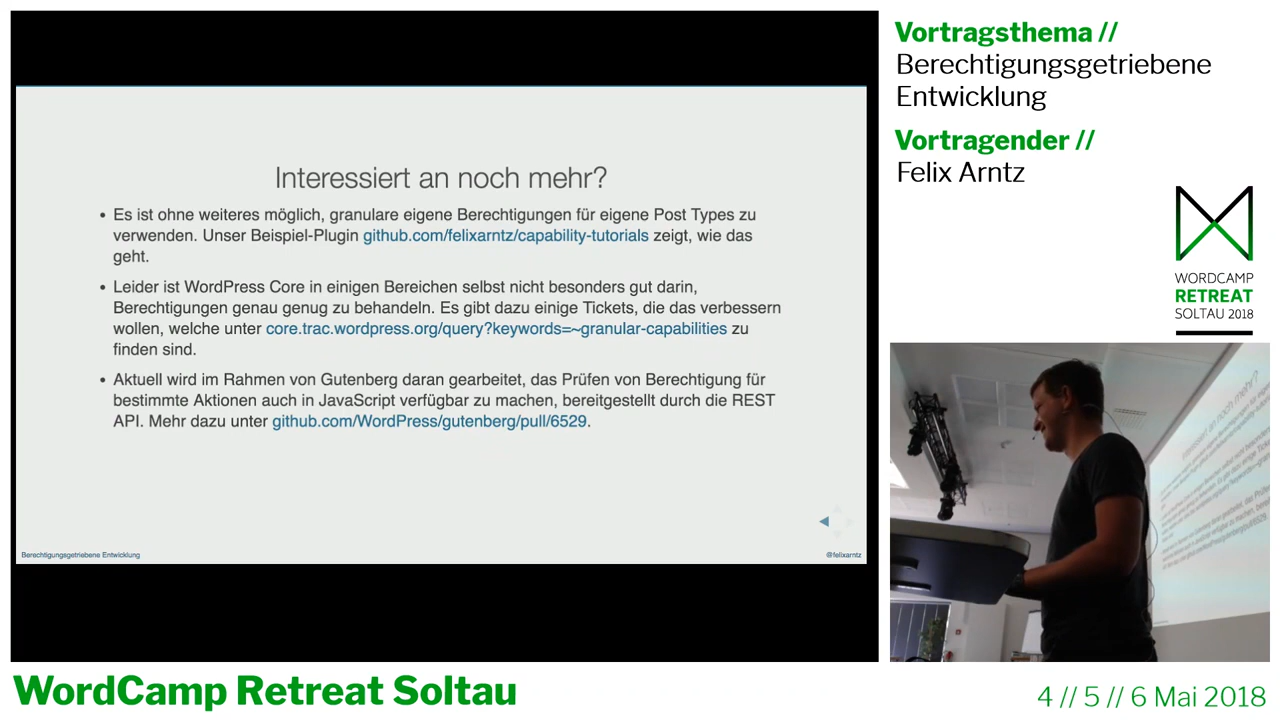 Interessiert an noch mehr?
• Es ist ohne weiteres möglich, granulare eigene Berechtigungen für eigene Post Types zu
verwenden. Unser Beispiel-Plugin github.com/felixarntz/capability-tutorials zeigt, wie das
geht.
• Leider ist WordPress Core in einigen Bereichen selbst nicht besonders gut darin,
Berechtigungen genau genug zu behandeln. Es gibt dazu einige Tickets, die das verbessern
wollen, welche unter core.trac.wordpress.org/query?keywords=~granular-capabilities zu
finden sind.
• Aktuell wird im Rahmen von Gutenberg daran gearbeitet, das Prüfen von Berechtigung für
bestimmte Aktionen auch in JavaScript verfügbar zu machen, bereitgestellt durch die REST
API. Mehr dazu unter github.com/WordPress/gutenberg/pull/6529.
Berechtigungsgetriebene Entwicklung
@felixarntz
Vortragsthema //
Berechtigungsgetriebene
Entwicklung
Vortragender //
Felix Arntz
WORDCAMP
RETREAT
SOLTAU 2018
Interessiert an noch mehr?
WordCamp Retreat Soltau
4 // 5 // 6 Mai 2018